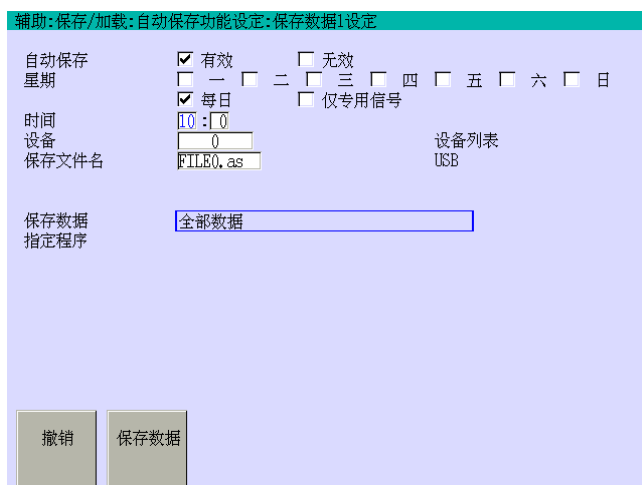 辅助:保存/加载:自动保存功能设定:保存数据1设定
自动保存 有效 无效
星期 一 二 三 四 五 六 日
每日 仅专用信号
时间 10 : 0
设备 0 设备列表
保存文件名 FILE0.as USB
保存数据 全部数据
指定程序
撤销 保存数据